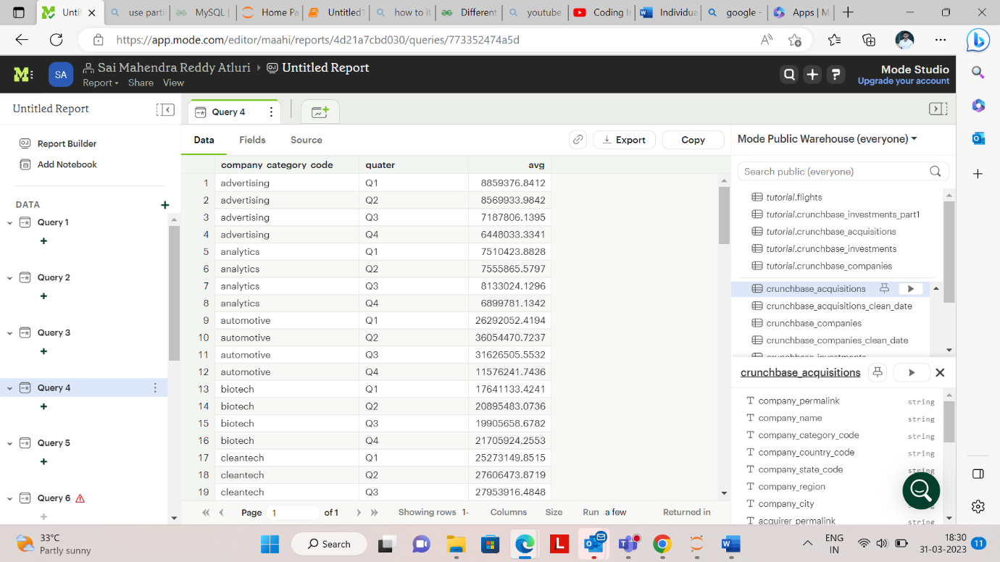 Untit
use parti
MySQL |
Home Pa
Untitled1
how to it
Different
youtube
Coding In
Individua
google -
Apps | M
https://app.mode.com/editor/maahi/reports/4d21a7cbd030/queries/773352474a5d
SA
Sai Mahendra Reddy Atluri
Untitled Report
Report
Share
View
Mode Studio
Upgrade your account
Untitled Report
Report Builder
Add Notebook
DATA
Query 1
Query 2
Query 3
Query 4
Query 5
Query 6
Query 4
Data
Fields
Source
Export
Copy
company_category_code quater avg
1 advertising Q1 8859376.8412
2 advertising Q2 8569933.9842
3 advertising Q3 7187806.1395
4 advertising Q4 6448033.3341
5 analytics Q1 7510423.8828
6 analytics Q2 7555865.5797
7 analytics Q3 8133024.1296
8 analytics Q4 6899781.1342
9 automotive Q1 26292052.4194
10 automotive Q2 36054470.7237
11 automotive Q3 31626505.5532
12 automotive Q4 11576241.7436
13 biotech Q1 17641133.4241
14 biotech Q2 20895483.0736
15 biotech Q3 19905658.6782
16 biotech Q4 21705924.2553
17 cleantech Q1 25273149.8515
18 cleantech Q2 27606473.8719
19 cleantech Q3 27953916.4848
Page 1 of 1
Showing rows 1-
Columns
Size
Run a few
Returned in
Mode Public Warehouse (everyone)
Search public (everyone)
tutorial.flights
tutorial.crunchbase_investments_part1
tutorial.crunchbase_acquisitions
tutorial.crunchbase_investments
tutorial.crunchbase_companies
crunchbase_acquisitions
crunchbase_acquisitions_clean_date
crunchbase_companies
crunchbase_companies_clean_date
crunchbase_investments
crunchbase_acquisitions
company_permalink string
company_name string
company_category_code string
company_country_code string
company_state_code string
company_region
company_city
acquirer_permalink string
33°C
Partly sunny
Search
ENG
IN
18:30
31-03-2023
11